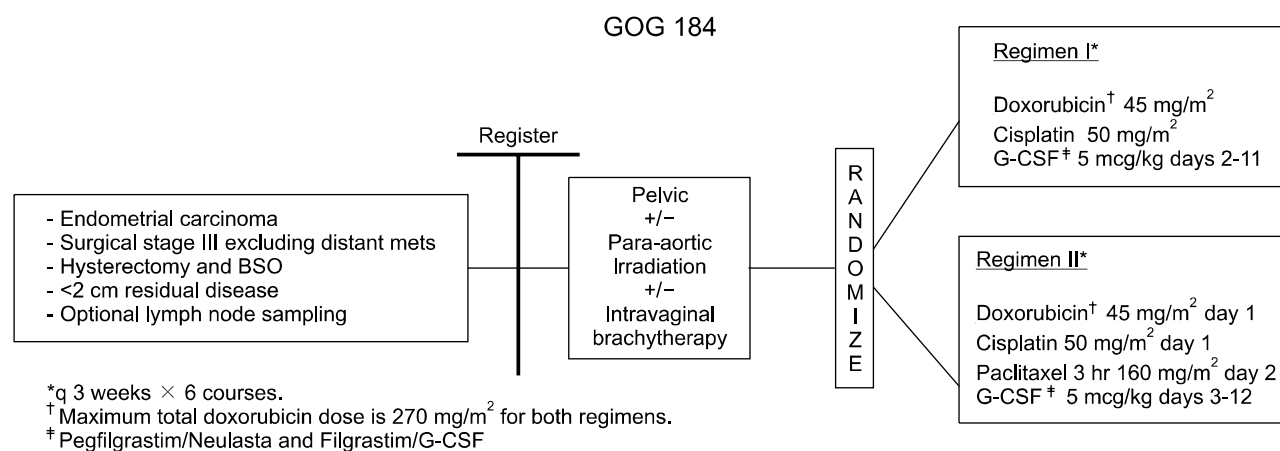 GOG 184
Register
- Endometrial carcinoma
- Surgical stage III excluding distant mets
- Hysterectomy and BSO
- <2 cm residual disease
- Optional lymph node sampling
Pelvic
+/−
Para-aortic
Irradiation
+/−
Intravaginal
brachytherapy
RANDOMIZE
Regimen I*
Doxorubicin† 45 mg/m²
Cisplatin 50 mg/m²
G-CSF‡ 5 mcg/kg days 2-11
Regimen II*
Doxorubicin† 45 mg/m² day 1
Cisplatin 50 mg/m² day 1
Paclitaxel 3 hr 160 mg/m² day 2
G-CSF‡ 5 mcg/kg days 3-12
*q 3 weeks × 6 courses.
†Maximum total doxorubicin dose is 270 mg/m² for both regimens.
‡Pegfilgrastim/Neulasta and Filgrastim/G-CSF